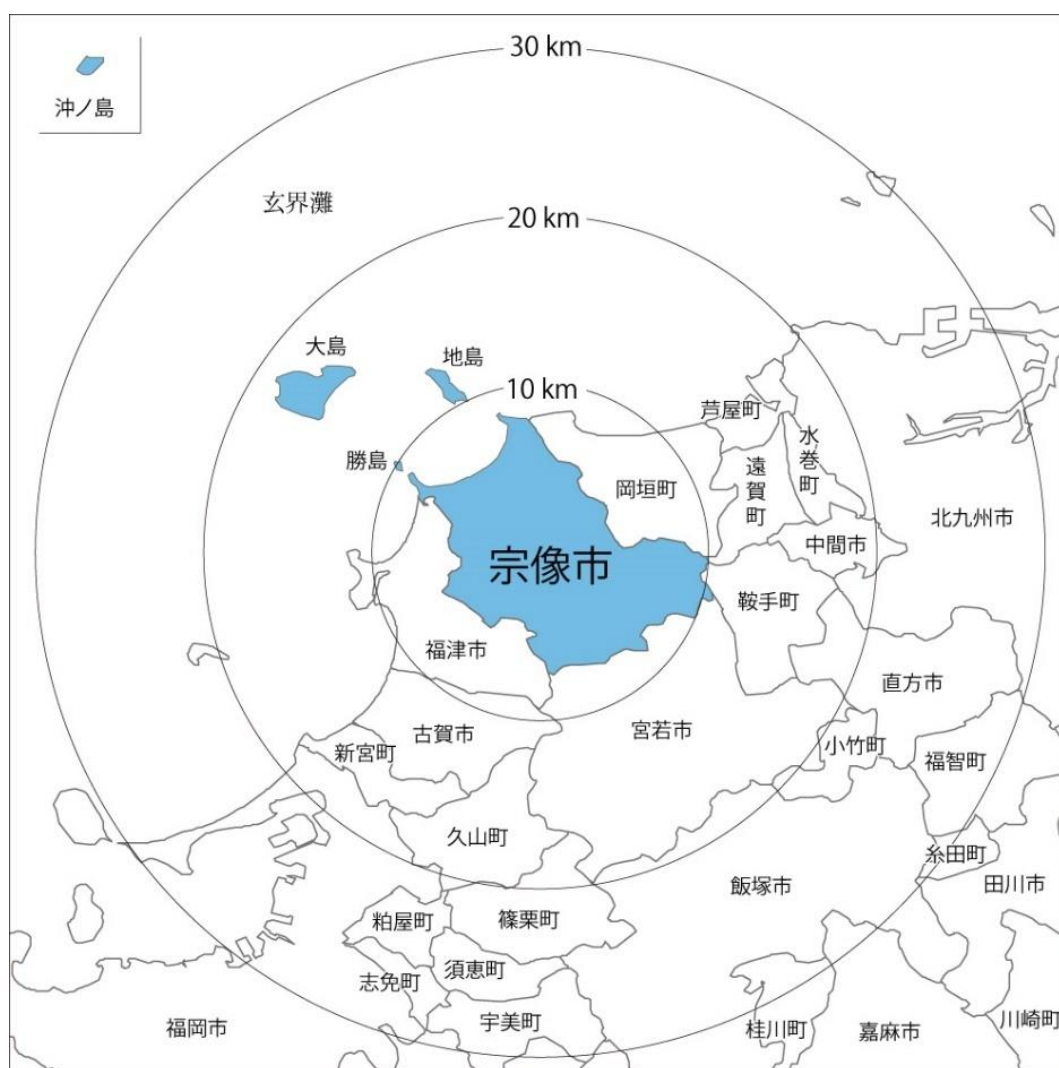 30 km
沖ノ島
玄界灘
20 km
大島
地島
10 km
芦屋町
水巻町
勝島
遠賀町
岡垣町
北九州市
中間市
宗像市
鞍手町
福津市
直方市
宮若市
古賀市
小竹町
新宮町
福智町
久山町
糸田町
飯塚市
田川市
粕屋町
篠栗町
須恵町
志免町
宇美町
川崎町
福岡市
桂川町
嘉麻市